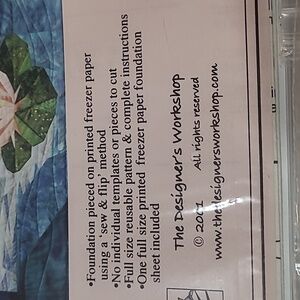 •Foundation pieced on printed freezer paper
using a 'sew & flip' method
•No individual templates or pieces to cut
•Full size reusable pattern & complete instructions
•One full size printed freezer paper foundation
sheet included
The Designer's Workshop
© 2001 All rights reserved
www.thedesignersworkshop.com